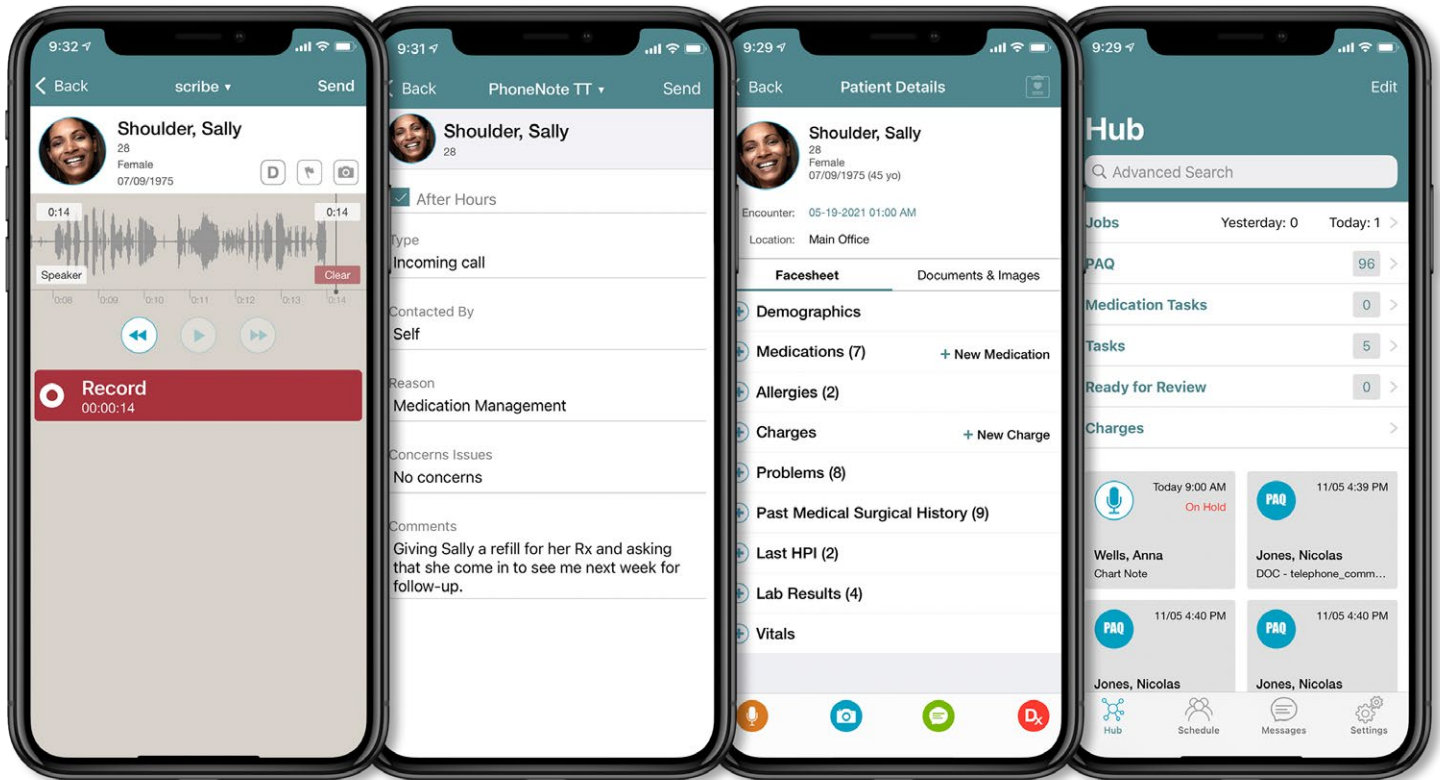 9:32
Back
scribe
Send
Shoulder, Sally
28
Female
07/09/1975
D
0:14
0:14
Speaker
Clear
0:08
0:09
0:10
0:11
0:12
0:13
0:14
Record
00:00:14
9:31
Back
PhoneNote TT
Send
Shoulder, Sally
28
After Hours
Type
Incoming call
Contacted By
Self
Reason
Medication Management
Concerns Issues
No concerns
Comments
Giving Sally a refill for her Rx and asking
that she come in to see me next week for
follow-up.
9:29
Back
Patient Details
Shoulder, Sally
28
Female
07/09/1975 (45 yo)
Encounter: 05-19-2021 01:00 AM
Location: Main Office
Facesheet
Documents & Images
Demographics
Medications (7)
+ New Medication
Allergies (2)
Charges
+ New Charge
Problems (8)
Past Medical Surgical History (9)
Last HPI (2)
Lab Results (4)
Vitals
Dx
9:29
Edit
Hub
Advanced Search
Jobs
Yesterday: 0
Today: 1
PAQ
96
Medication Tasks
0
Tasks
5
Ready for Review
0
Charges
Today 9:00 AM
On Hold
Wells, Anna
Chart Note
PAQ
11/05 4:39 PM
Jones, Nicolas
DOC - telephone_comm...
PAQ
11/05 4:40 PM
Jones, Nicolas
PAQ
11/05 4:40 PM
Jones, Nicolas
Hub
Schedule
Messages
Settings